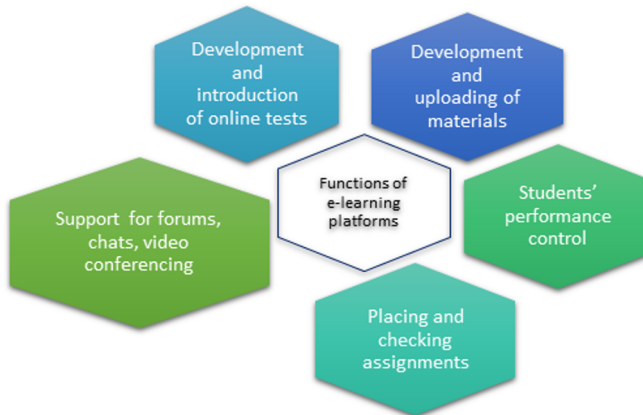 Development
and
introduction
of online tests
Development
and
uploading of
materials
Functions of
e-learning
platforms
Support for forums,
chats, video
conferencing
Students'
performance
control
Placing and
checking
assignments